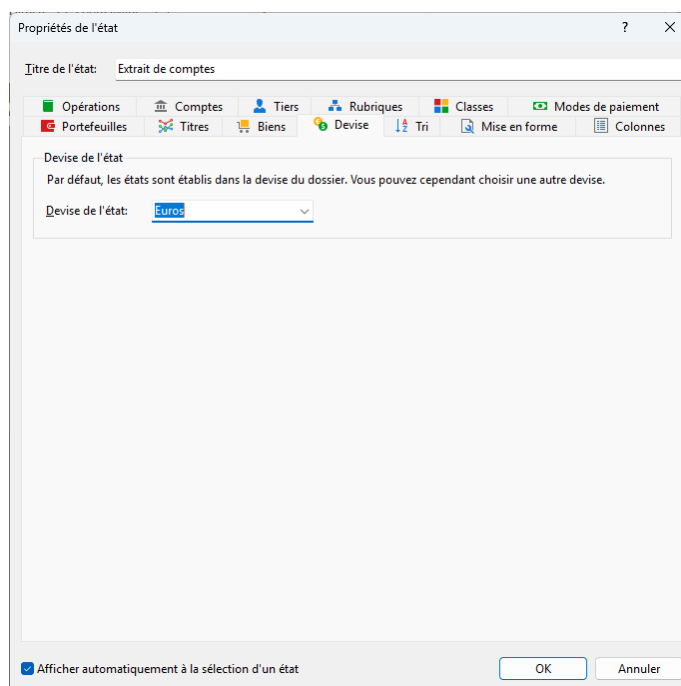 Propriétés de l'état
?
Titre de l'état: Extrait de comptes
Opérations Comptes Tiers Rubriques Classes Modes de paiement
Portefeuilles Titres Biens Devise Tri Mise en forme Colonnes
Devise de l'état
Par défaut, les états sont établis dans la devise du dossier. Vous pouvez cependant choisir une autre devise.
Devise de l'état: Euros
Afficher automatiquement à la sélection d'un état
OK Annuler